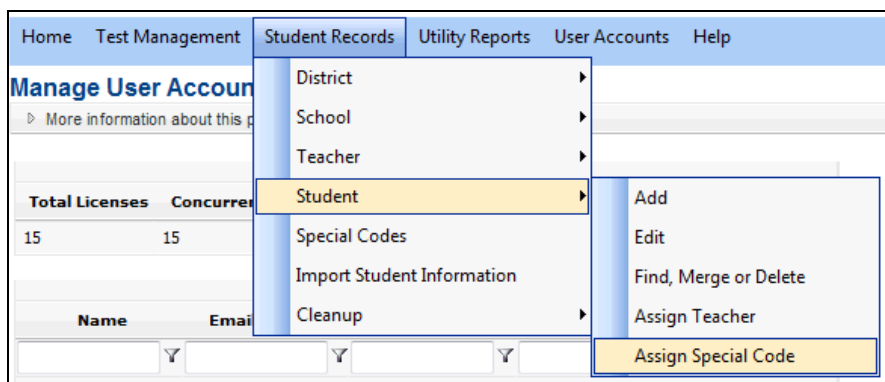 Home Test Management Student Records Utility Reports User Accounts Help
Manage User Accoun
More information about this p
District
School
Teacher
Student
Special Codes
Import Student Information
Cleanup
Add
Edit
Find, Merge or Delete
Assign Teacher
Assign Special Code
Total Licenses Concurre
15 15
Name Emai